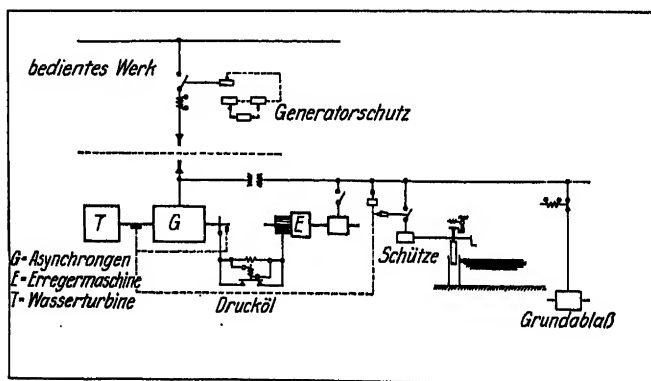 bedientes Werk
Generatorschutz
T
G
E
G=Asynchrongen
E=Erregermaschine
T=Wasserturbine
Drucköl
Schütze
Grundablaß